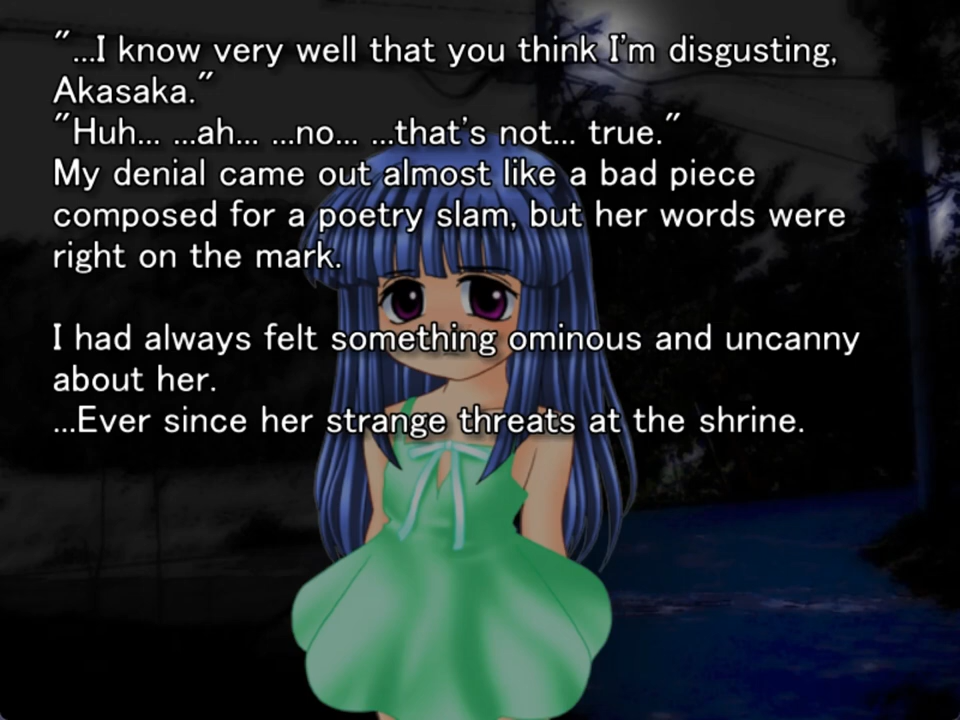 "...I know very well that you think I'm disgusting,
Akasaka."
"Huh... ...ah... ...no... ...that's not... true."
My denial came out almost like a bad piece
composed for a poetry slam, but her words were
right on the mark.
I had always felt something ominous and uncanny
about her.
...Ever since her strange threats at the shrine.